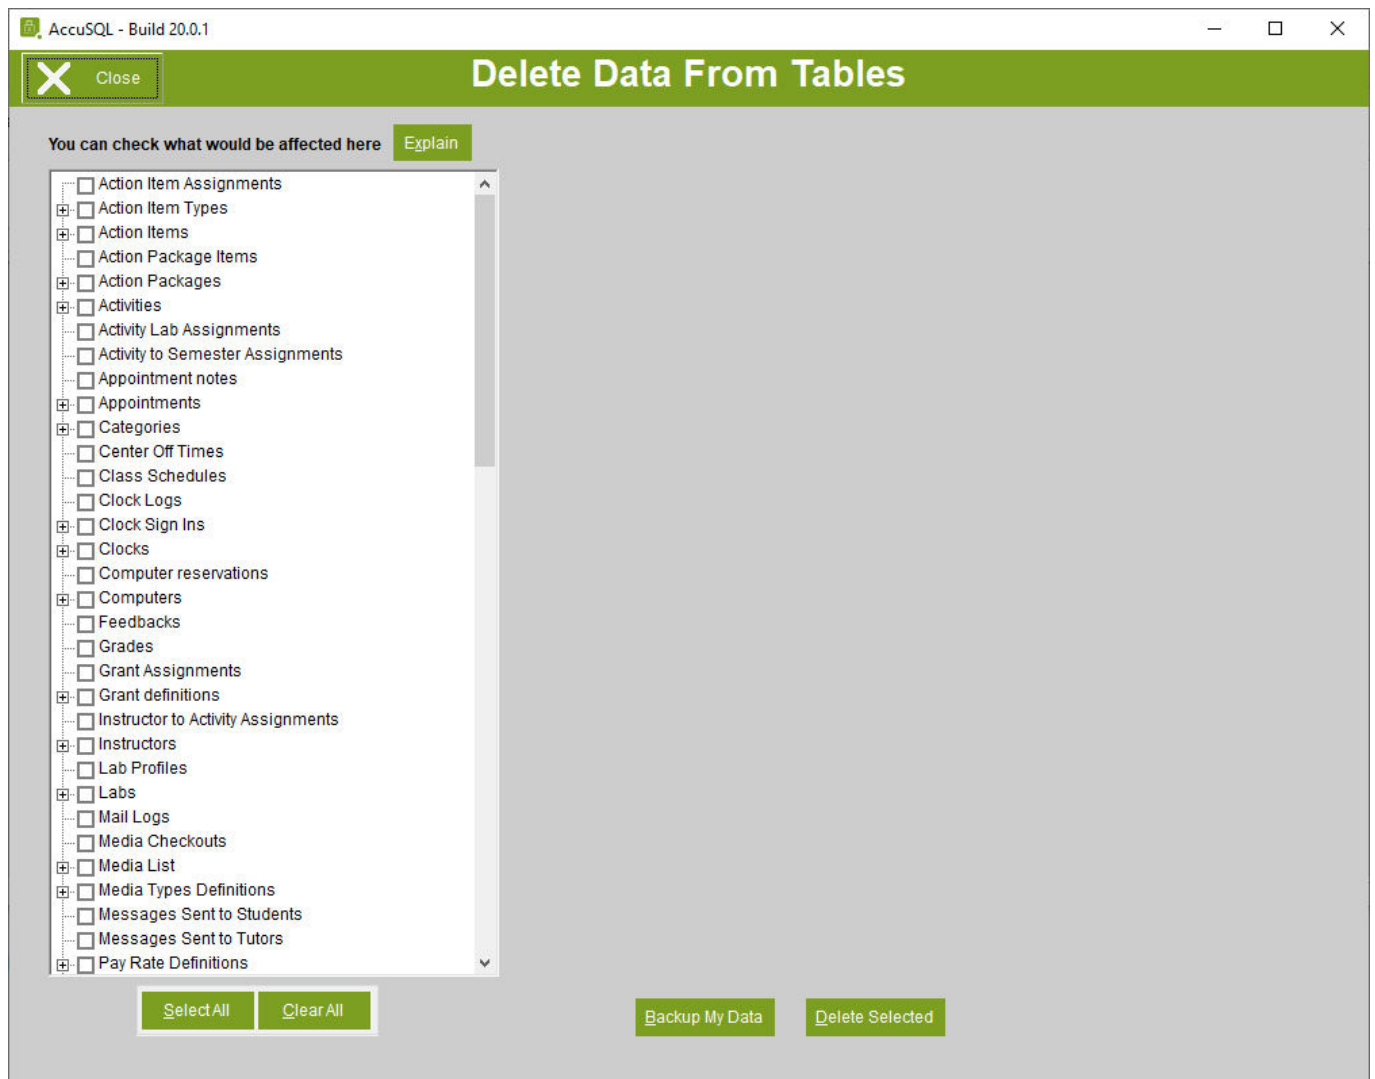 AccuSQL - Build 20.0.1
Close
Delete Data From Tables
You can check what would be affected here
Explain
Action Item Assignments
Action Item Types
Action Items
Action Package Items
Action Packages
Activities
Activity Lab Assignments
Activity to Semester Assignments
Appointment notes
Appointments
Categories
Center Off Times
Class Schedules
Clock Logs
Clock Sign Ins
Clocks
Computer reservations
Computers
Feedbacks
Grades
Grant Assignments
Grant definitions
Instructor to Activity Assignments
Instructors
Lab Profiles
Labs
Mail Logs
Media Checkouts
Media List
Media Types Definitions
Messages Sent to Students
Messages Sent to Tutors
Pay Rate Definitions
Select All
Clear All
Backup My Data
Delete Selected